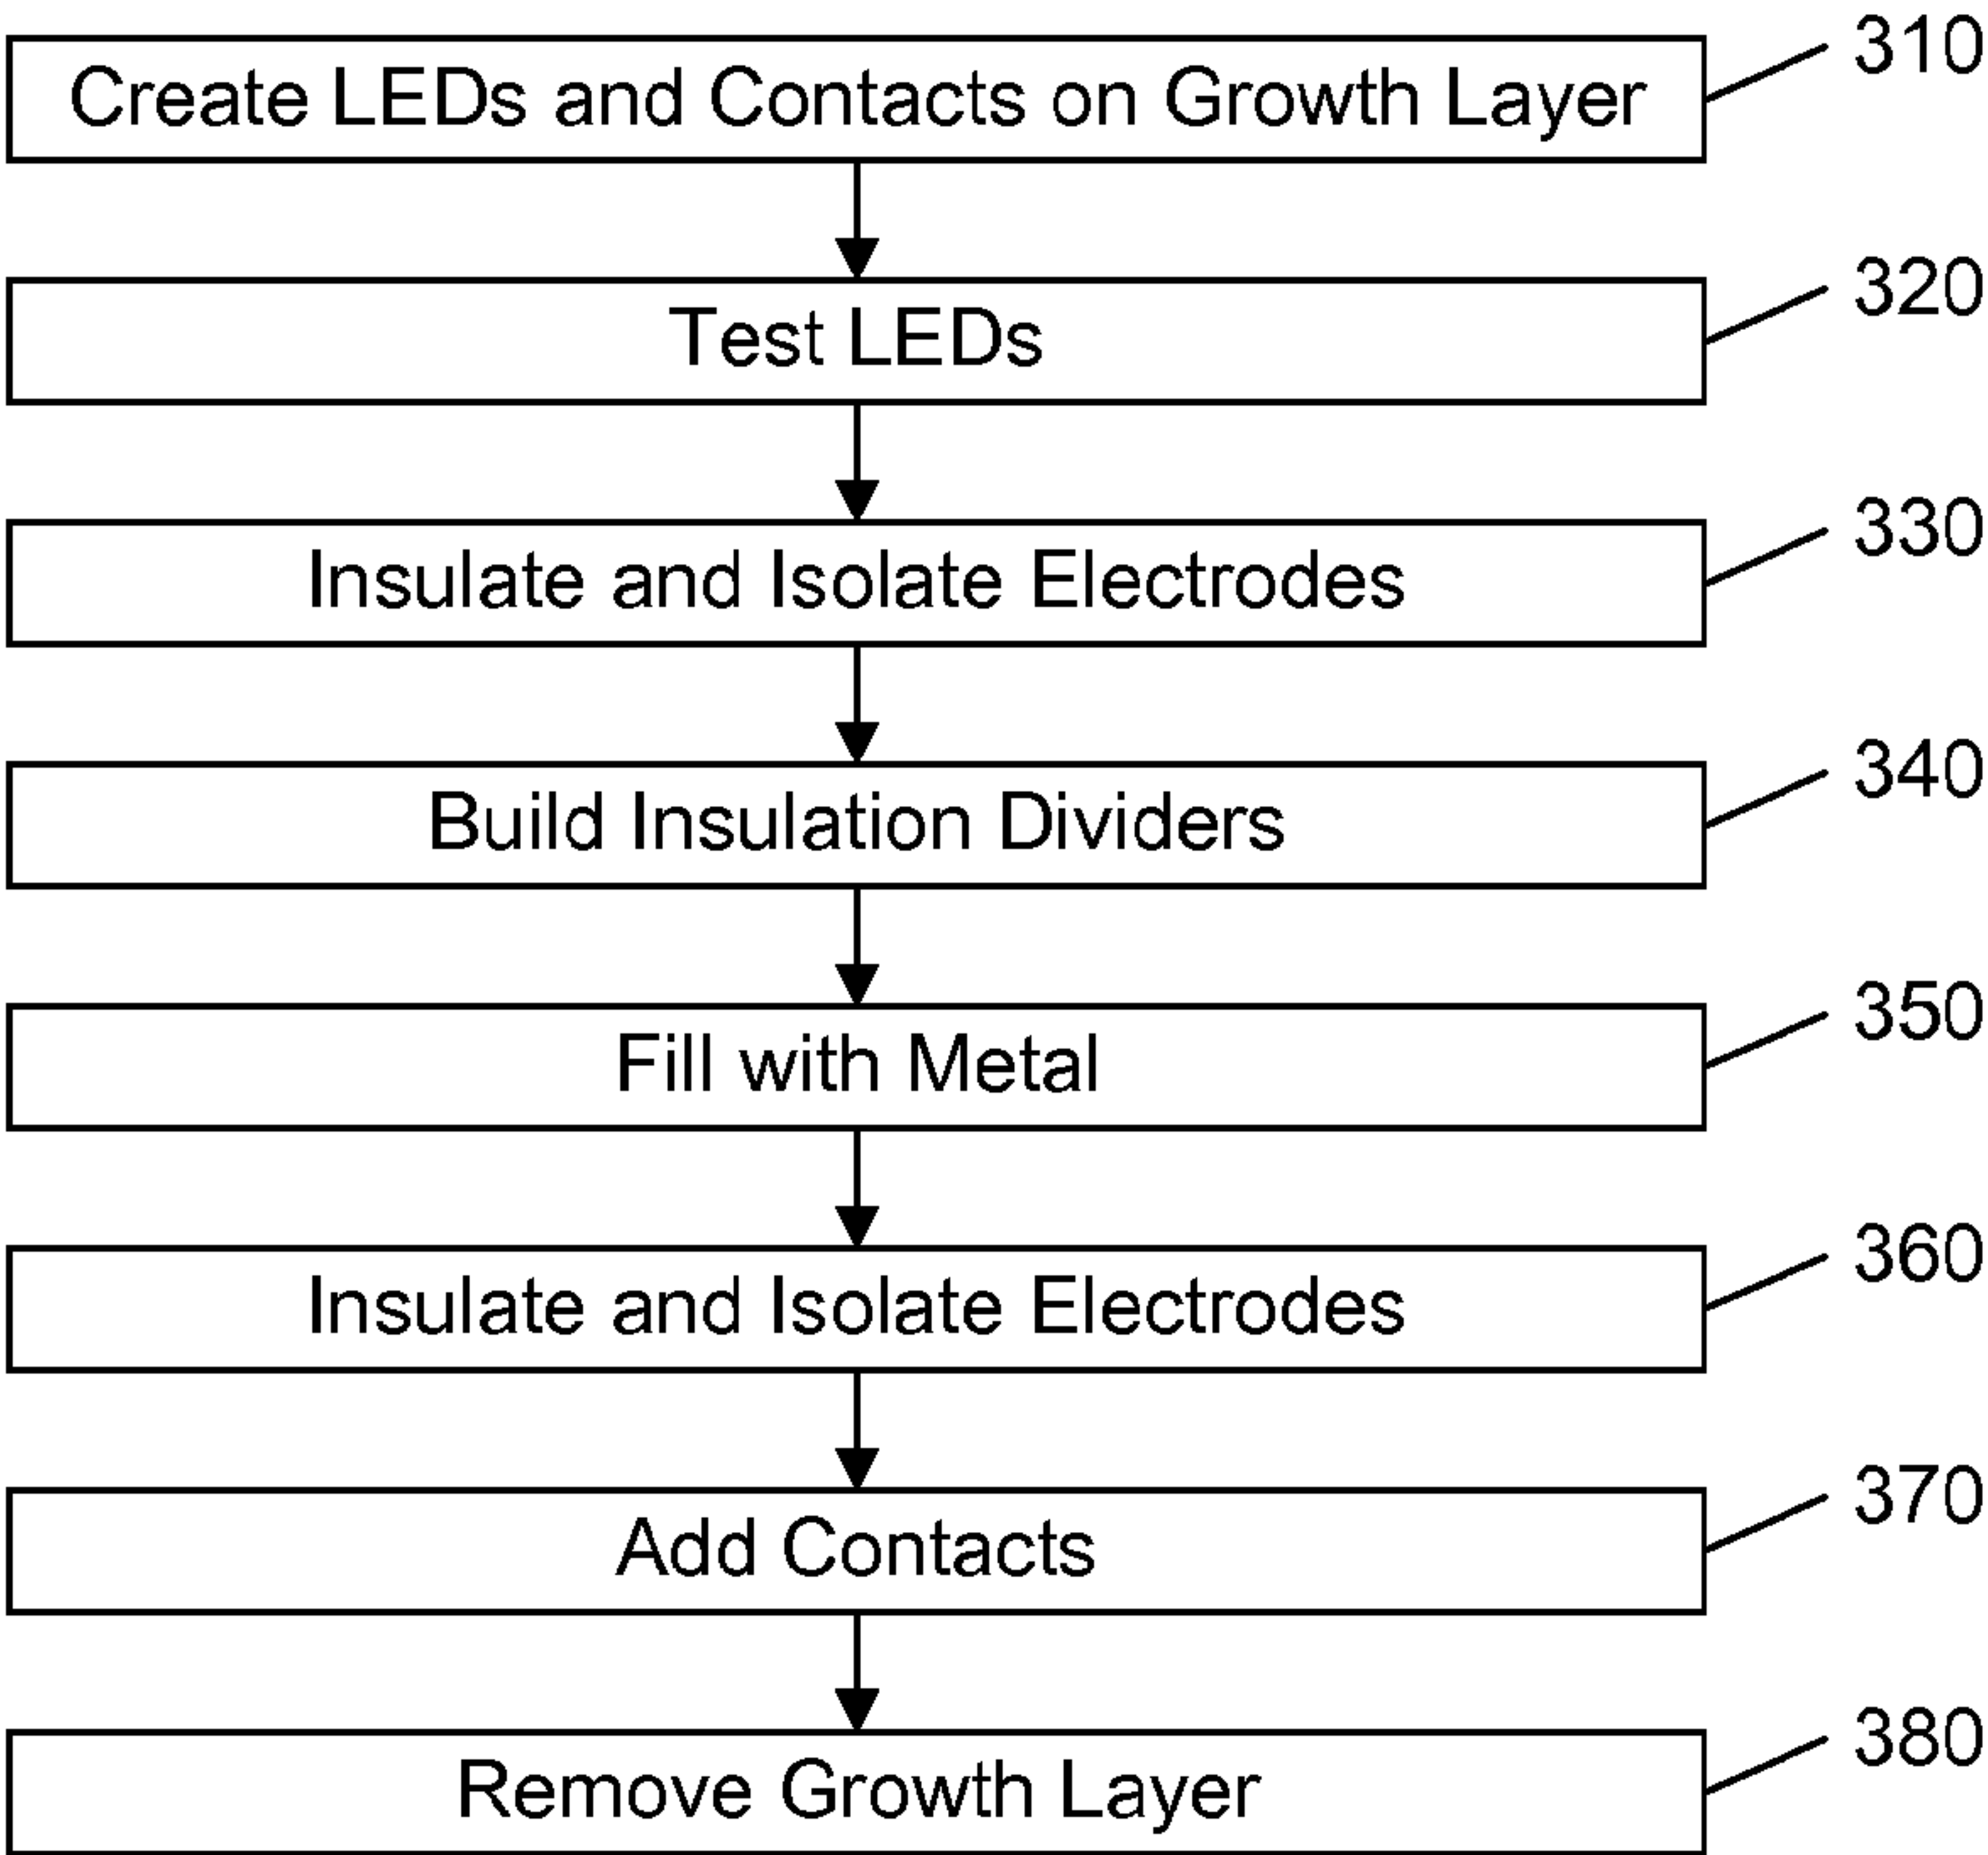 Create LEDs and Contacts on Growth Layer 310
Test LEDs 320
Insulate and Isolate Electrodes 330
Build Insulation Dividers 340
Fill with Metal 350
Insulate and Isolate Electrodes 360
Add Contacts 370
Remove Growth Layer 380